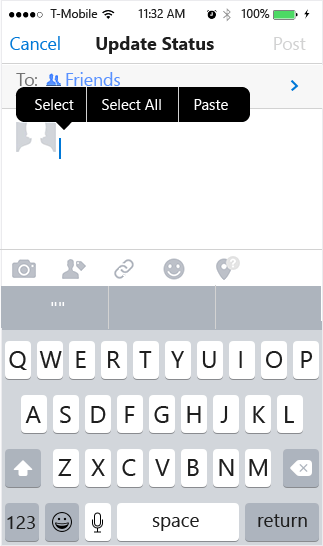 T-Mobile 11:32 AM 100%
Cancel Update Status Post
To: Friends
Select Select All Paste
?
" "
Q W E R T Y U I O P
A S D F G H J K L
Z X C V B N M
123 space return